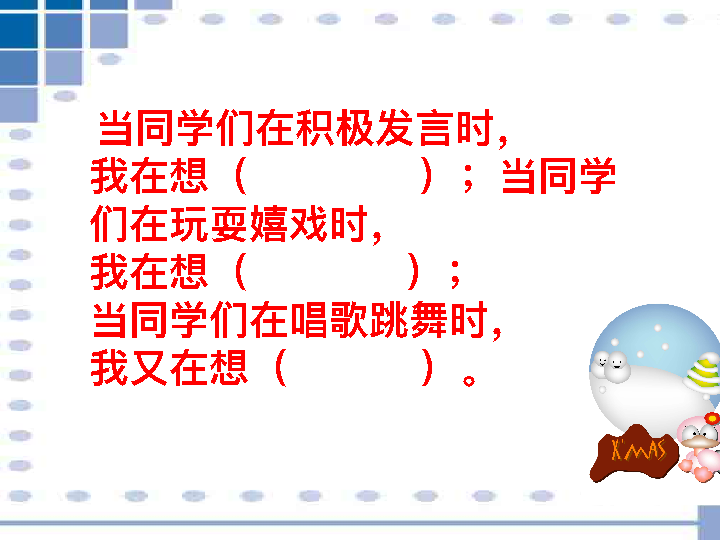 当同学们在积极发言时，
我在想（　　　　）；当同学
们在玩耍嬉戏时，
我在想（　　　　）；
当同学们在唱歌跳舞时，
我又在想（　　　　）。
X'MAS